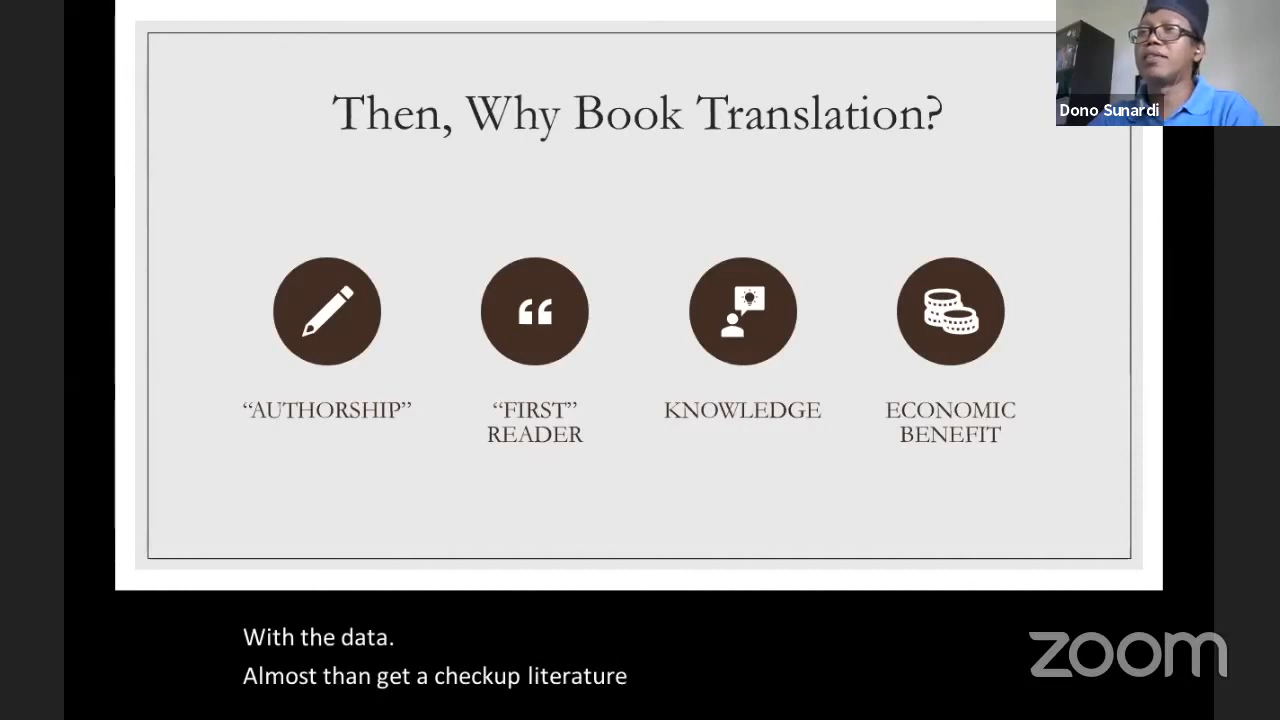 Then, Why Book Translation?
Dono Sunardi
“AUTHORSHIP”
“FIRST”
READER
KNOWLEDGE
ECONOMIC
BENEFIT
With the data.
Almost than get a checkup literature
zoom